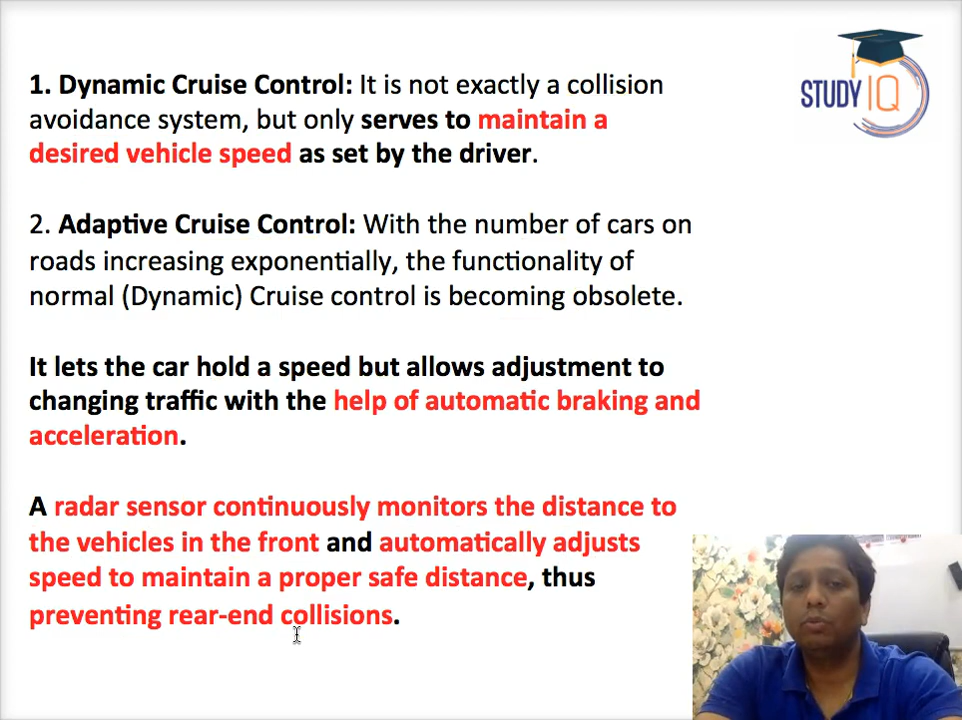 1. Dynamic Cruise Control: It is not exactly a collision
avoidance system, but only serves to maintain a
desired vehicle speed as set by the driver.
2. Adaptive Cruise Control: With the number of cars on
roads increasing exponentially, the functionality of
normal (Dynamic) Cruise control is becoming obsolete.
It lets the car hold a speed but allows adjustment to
changing traffic with the help of automatic braking and
acceleration.
A radar sensor continuously monitors the distance to
the vehicles in the front and automatically adjusts
speed to maintain a proper safe distance, thus
preventing rear-end collisions.
STUDY IQ